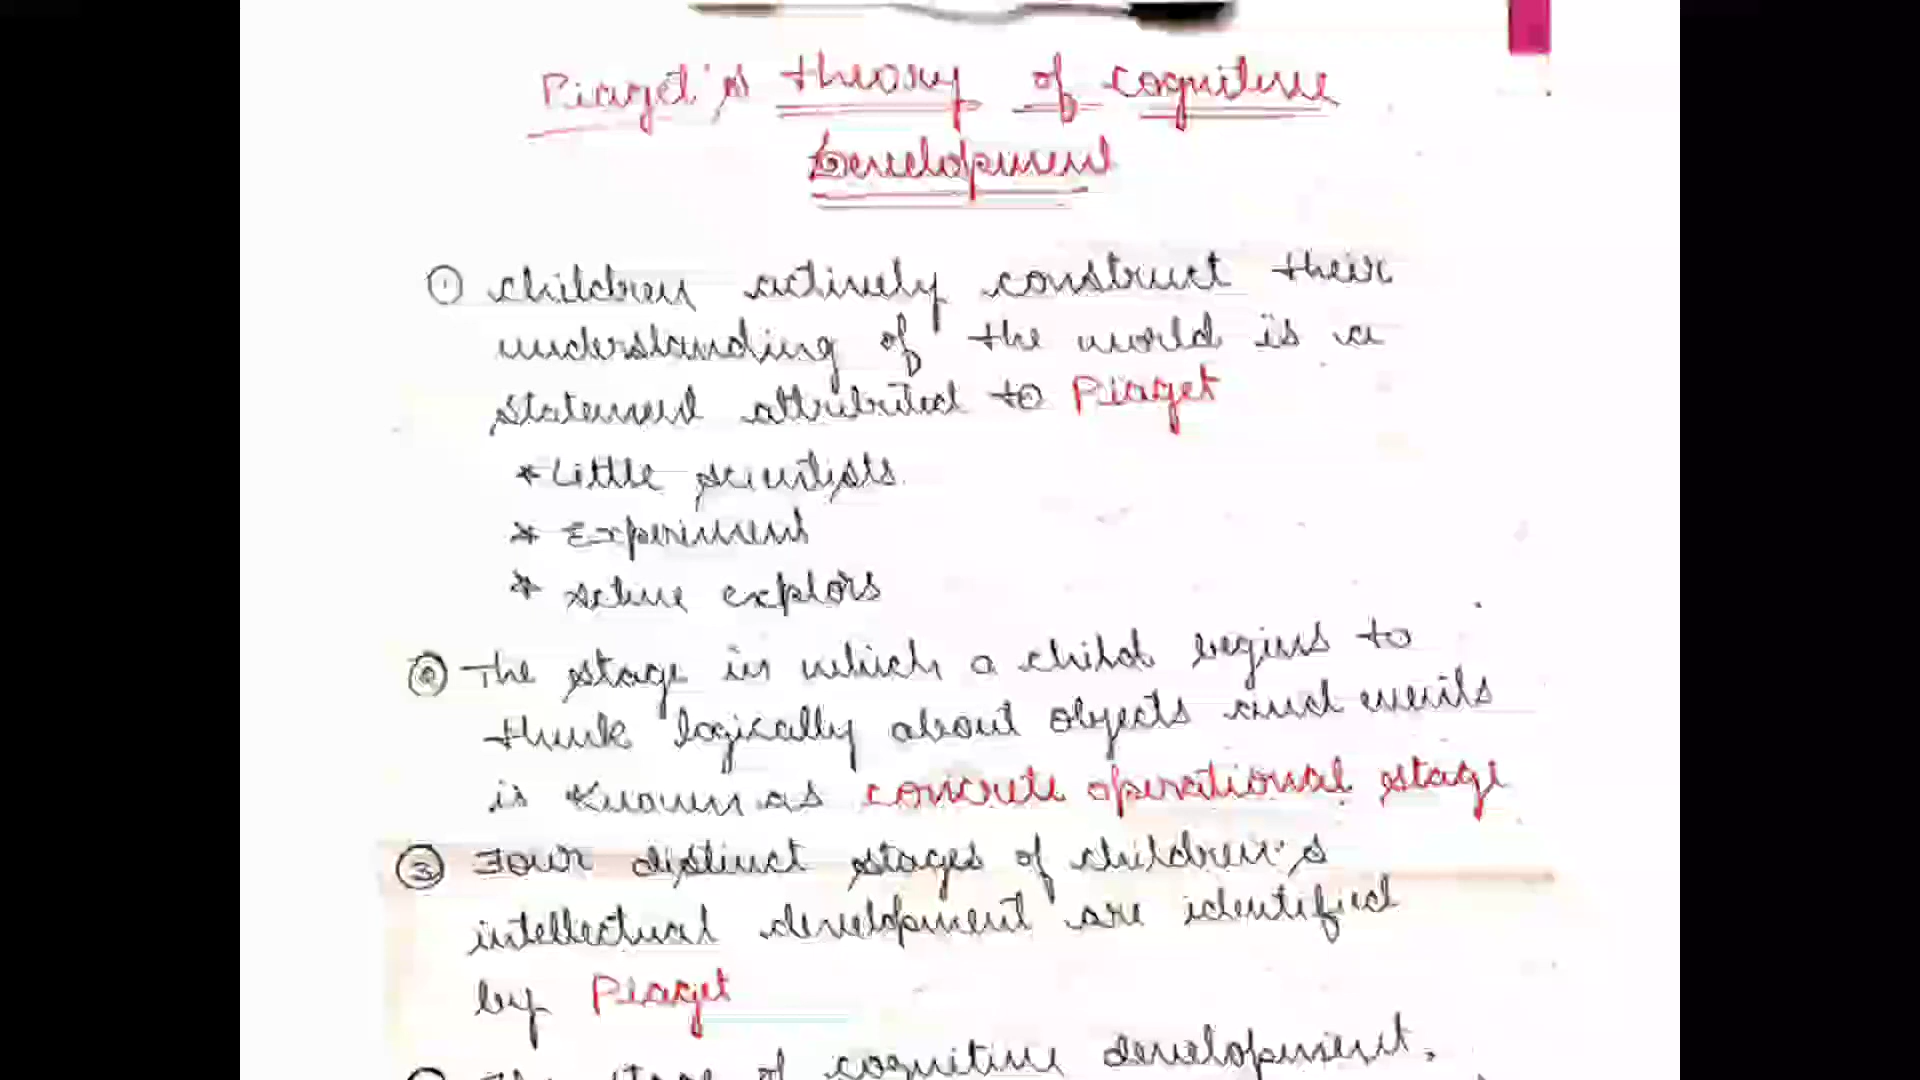 Piaget's theory of cognitive
Development
① children actively construct their
understanding of the world is a
statement attributed to Piaget
* Little scientists
* Experiment
* Active explors
② The stage in which a child begins to
think logically about objects and events
is known as concrete operational stage
③ Four distinct stages of children's
intellectual development are identified
by Piaget
The stage of cognitive development.